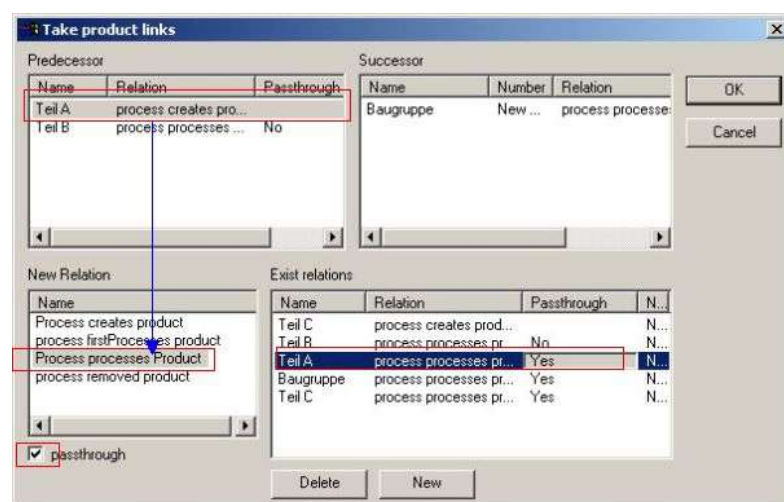 Take product links
Predecessor
Name Relation Passthrough
Teil A process creates pro...
Teil B process processes ... No
Successor
Name Number Relation
Baugruppe New ... process processe
OK
Cancel
New Relation
Name
Process creates product
process firstProcesses product
Process processes Product
process removed product
passthrough
Exist relations
Name Relation Passthrough N...
Teil C process creates prod... N...
Teil B process processes pr... No N...
Teil A process processes pr... Yes N...
Baugruppe process processes pr... Yes N...
Teil C process processes pr... Yes N...
Delete New